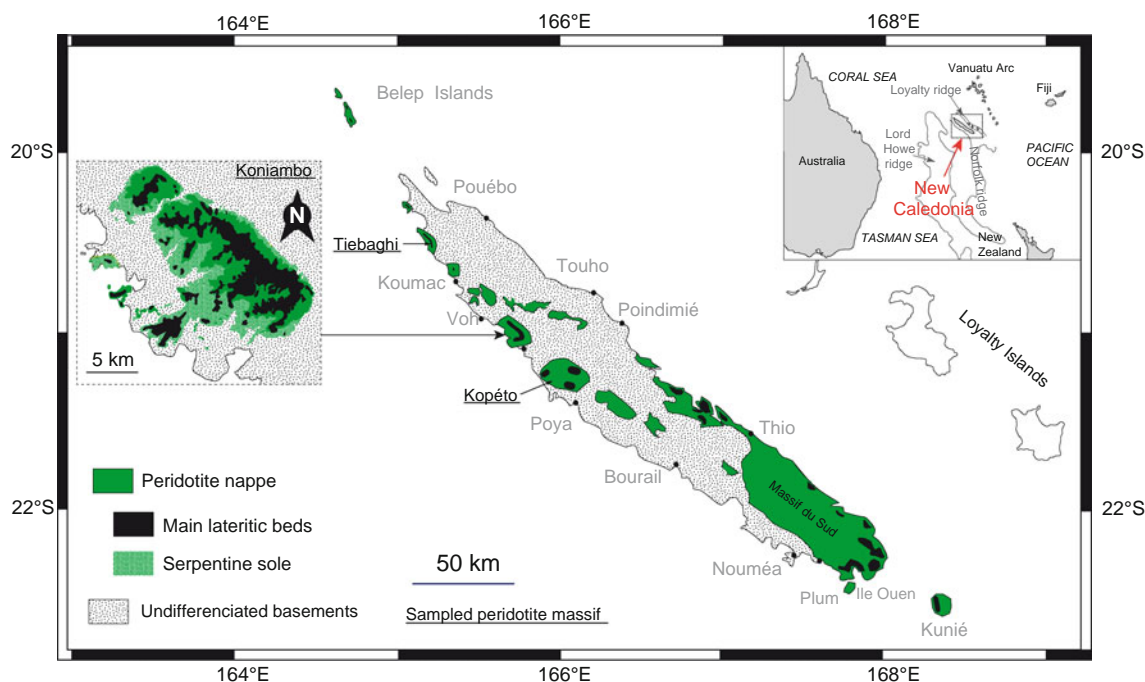 164°E
166°E
168°E
Belep Islands
CORAL SEA
Vanuatu Arc
Loyalty ridge
Fiji
Lord
Howe
ridge
PACIFIC
OCEAN
Australia
Norfolk ridge
New
Caledonia
TASMAN SEA
New
Zealand
20°S
20°S
Koniambo
N
5 km
Pouébo
Tiebaghi
Touho
Koumac
Poindimié
Voh
Loyalty Islands
Kopéto
Poya
Thio
Bourail
Massif du Sud
22°S
22°S
Peridotite nappe
Main lateritic beds
Serpentine sole
Undifferenciated basements
50 km
Sampled peridotite massif
Nouméa
Plum
Ile Ouen
Kunié
164°E
166°E
168°E